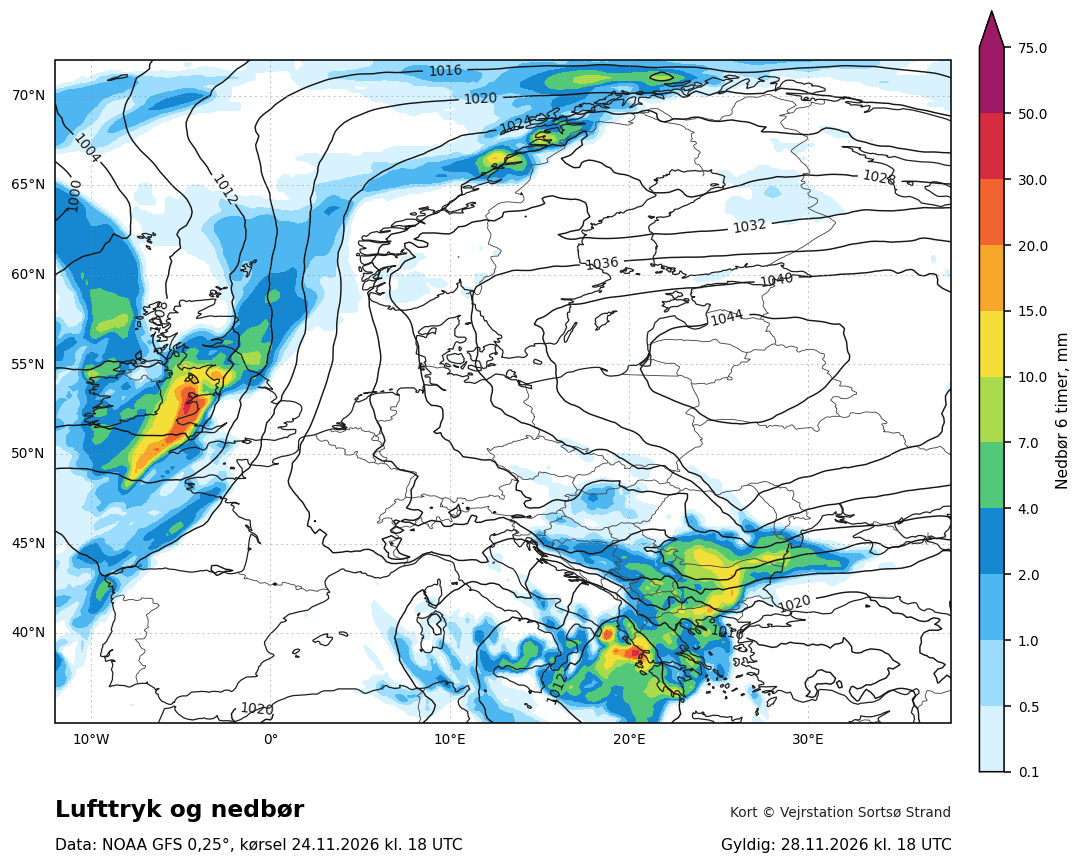 75.0
50.0
30.0
20.0
15.0
10.0
7.0
4.0
2.0
1.0
0.5
0.1
Nedbør 6 timer, mm
70°N
65°N
60°N
55°N
50°N
45°N
40°N
10°W
0°
10°E
20°E
30°E
1016
1020
1024
1004
1000
1012
1028
1032
1036
1040
1044
1008
1020
1016
1012
1020
Lufttryk og nedbør
Kort © Vejrstation Sortsø Strand
Data: NOAA GFS 0,25°, kørsel 24.11.2026 kl. 18 UTC
Gyldig: 28.11.2026 kl. 18 UTC